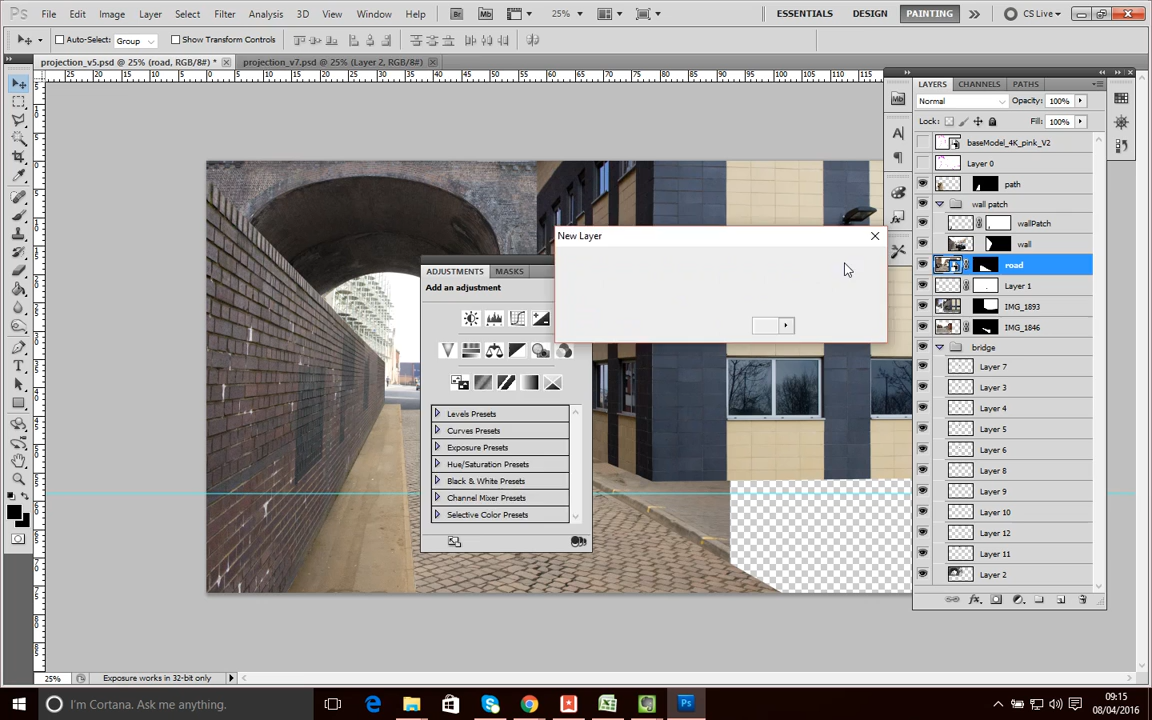 Ps File Edit Image Layer Select Filter Analysis 3D View Window Help Br Mb 25% ESSENTIALS DESIGN PAINTING CS Live
Auto-Select: Group Show Transform Controls
projection_v5.psd @ 25% (road, RGB/8#) * projection_v7.psd @ 25% (Layer 2, RGB/8#)
LAYERS CHANNELS PATHS
Normal Opacity: 100%
Lock: Fill: 100%
baseModel_4K_pink_V2
Layer 0
path
wall patch
wallPatch
wall
road
Layer 1
IMG_1893
IMG_1846
bridge
Layer 7
Layer 3
Layer 4
Layer 5
Layer 6
Layer 8
Layer 9
Layer 10
Layer 12
Layer 11
Layer 2
New Layer
ADJUSTMENTS MASKS
Add an adjustment
Levels Presets
Curves Presets
Exposure Presets
Hue/Saturation Presets
Black & White Presets
Channel Mixer Presets
Selective Color Presets
25% Exposure works in 32-bit only
I'm Cortana. Ask me anything.
09:15
08/04/2016